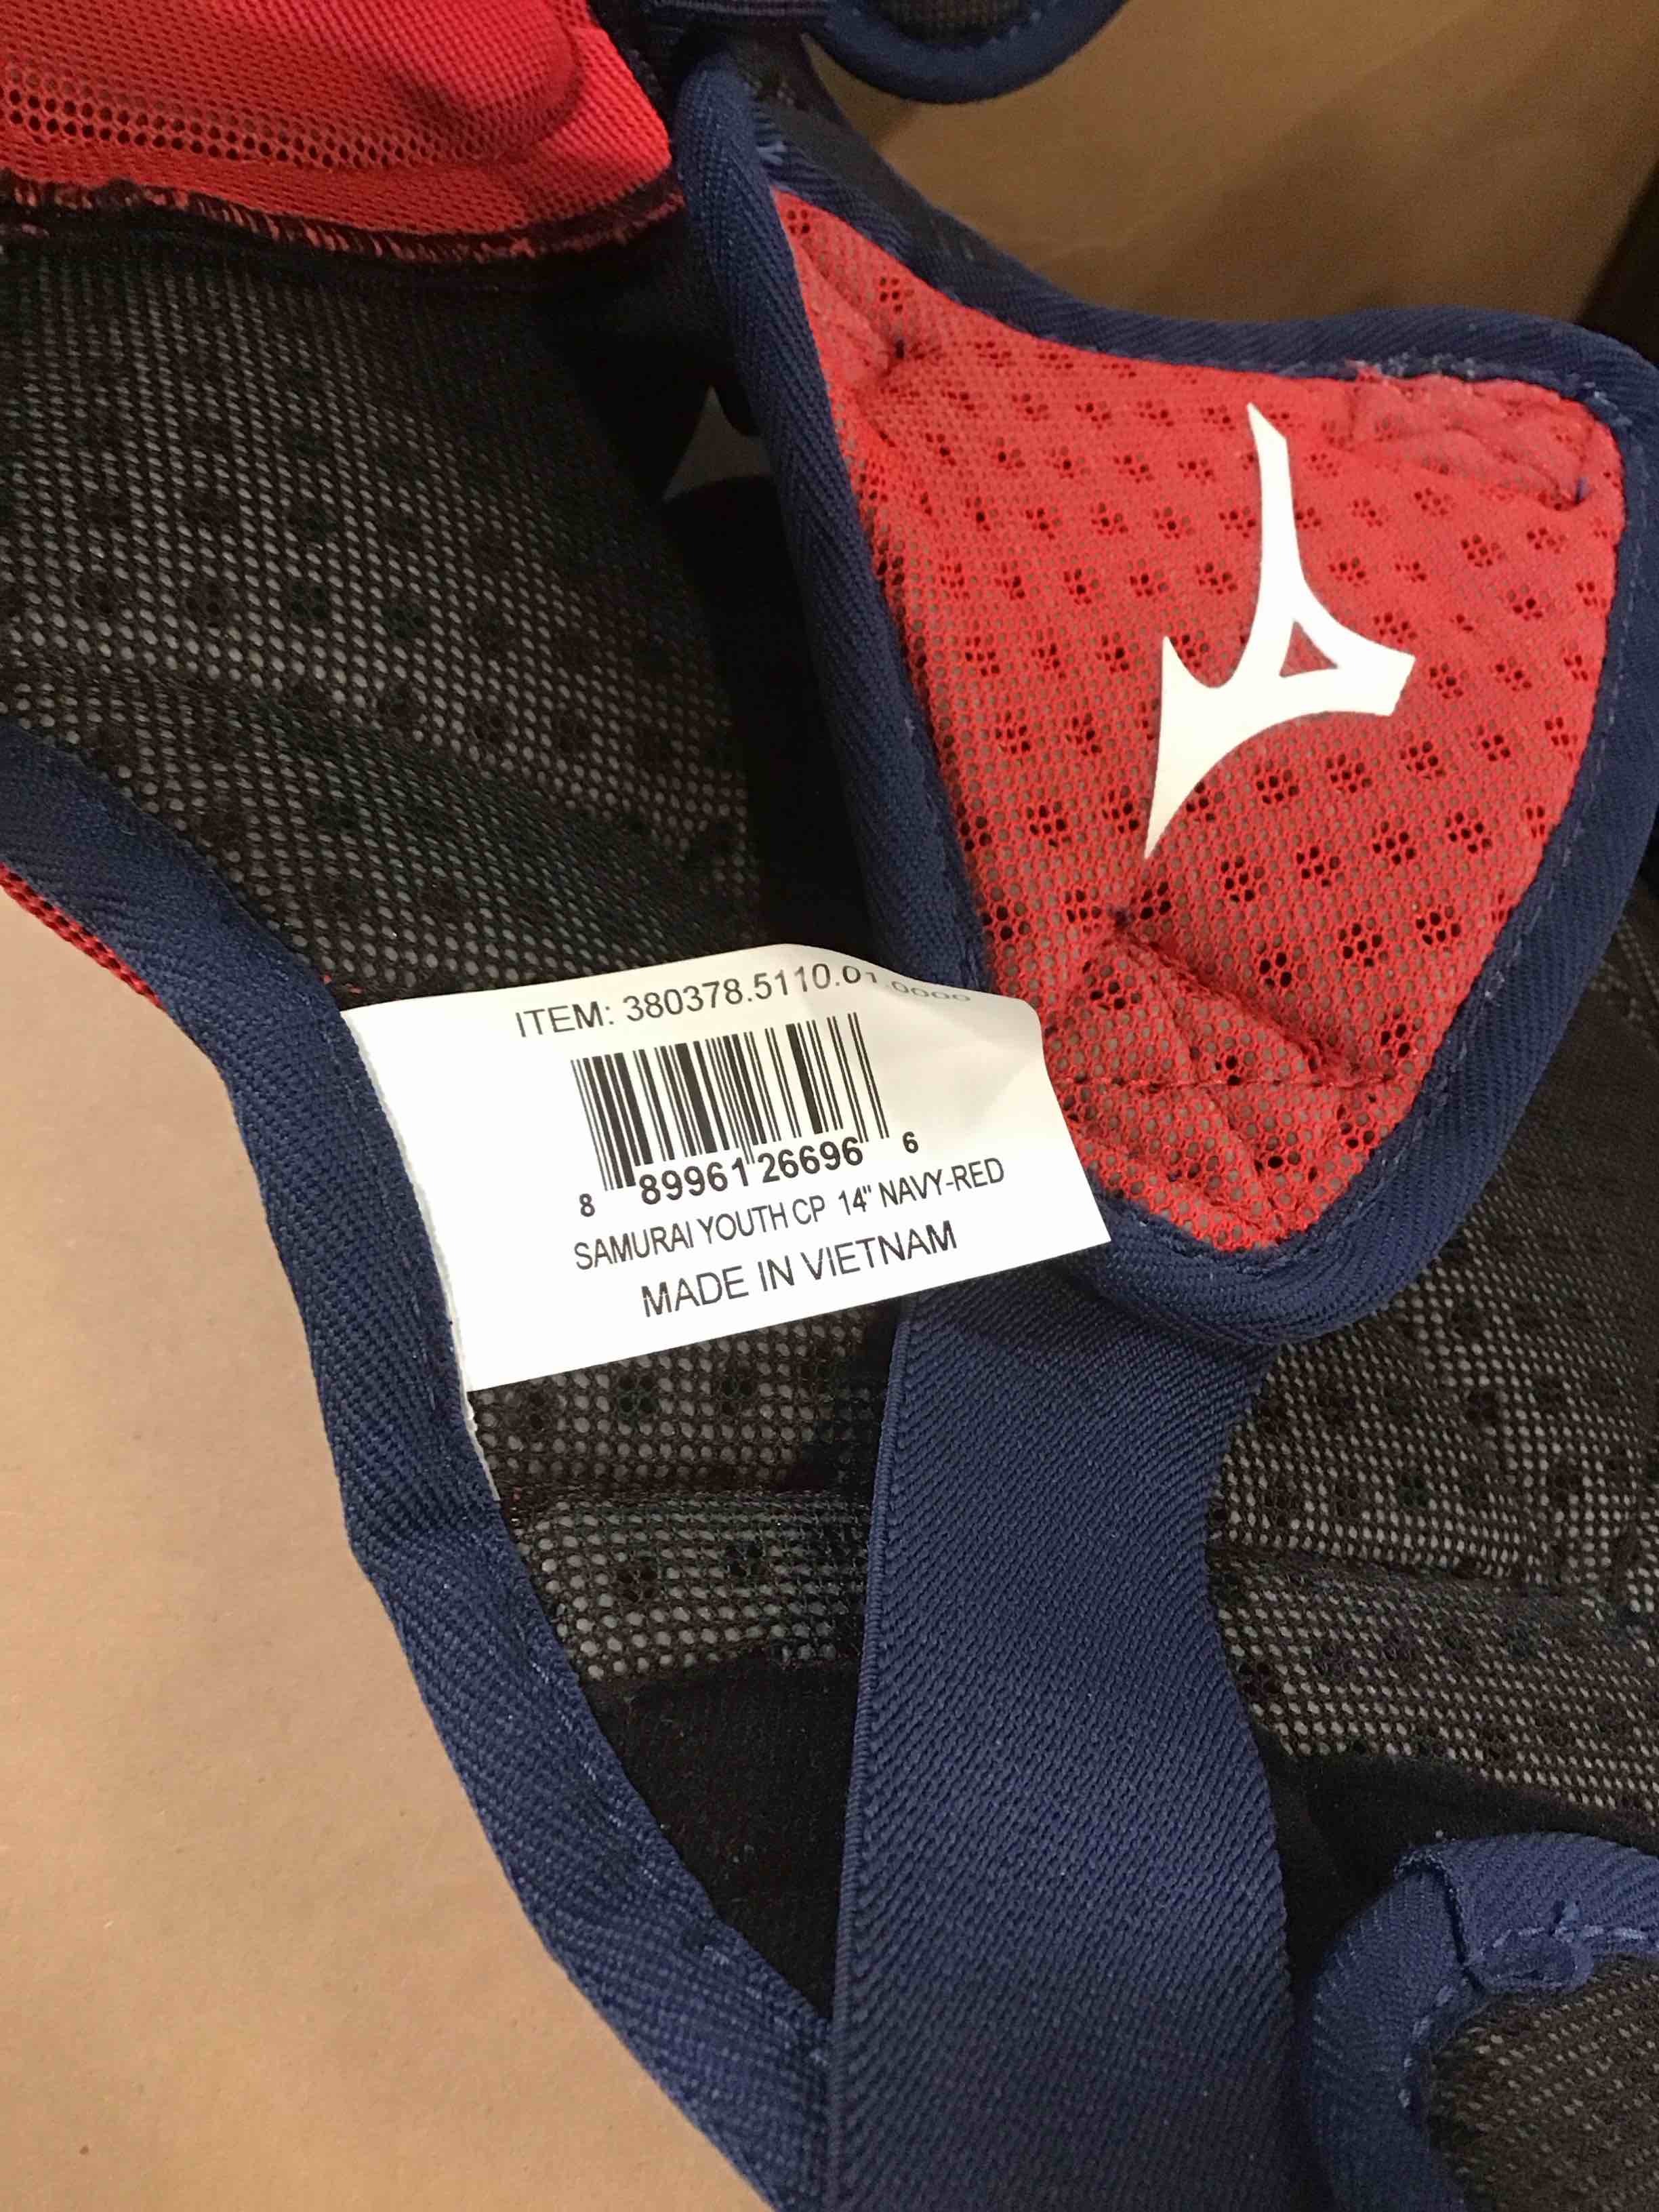 ITEM: 380378.5110.01.0000
8 89961 26696 6
SAMURAI YOUTH CP 14" NAVY-RED
MADE IN VIETNAM